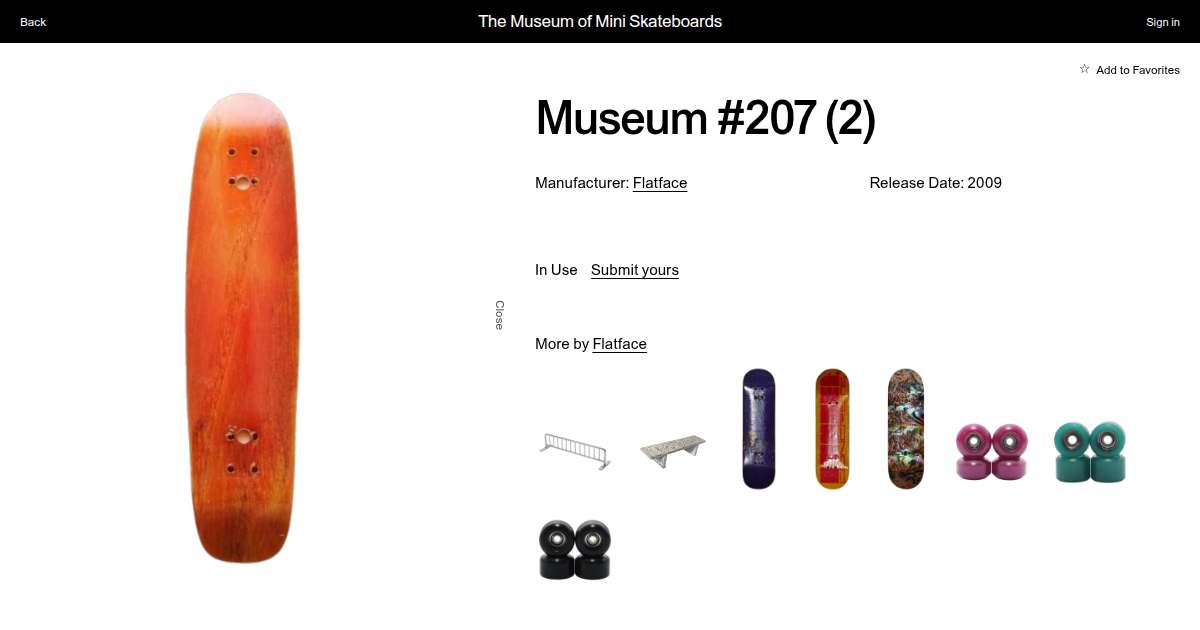 Back
The Museum of Mini Skateboards
Sign in
☆ Add to Favorites
Museum #207 (2)
Manufacturer: Flatface
Release Date: 2009
In Use Submit yours
Close
More by Flatface